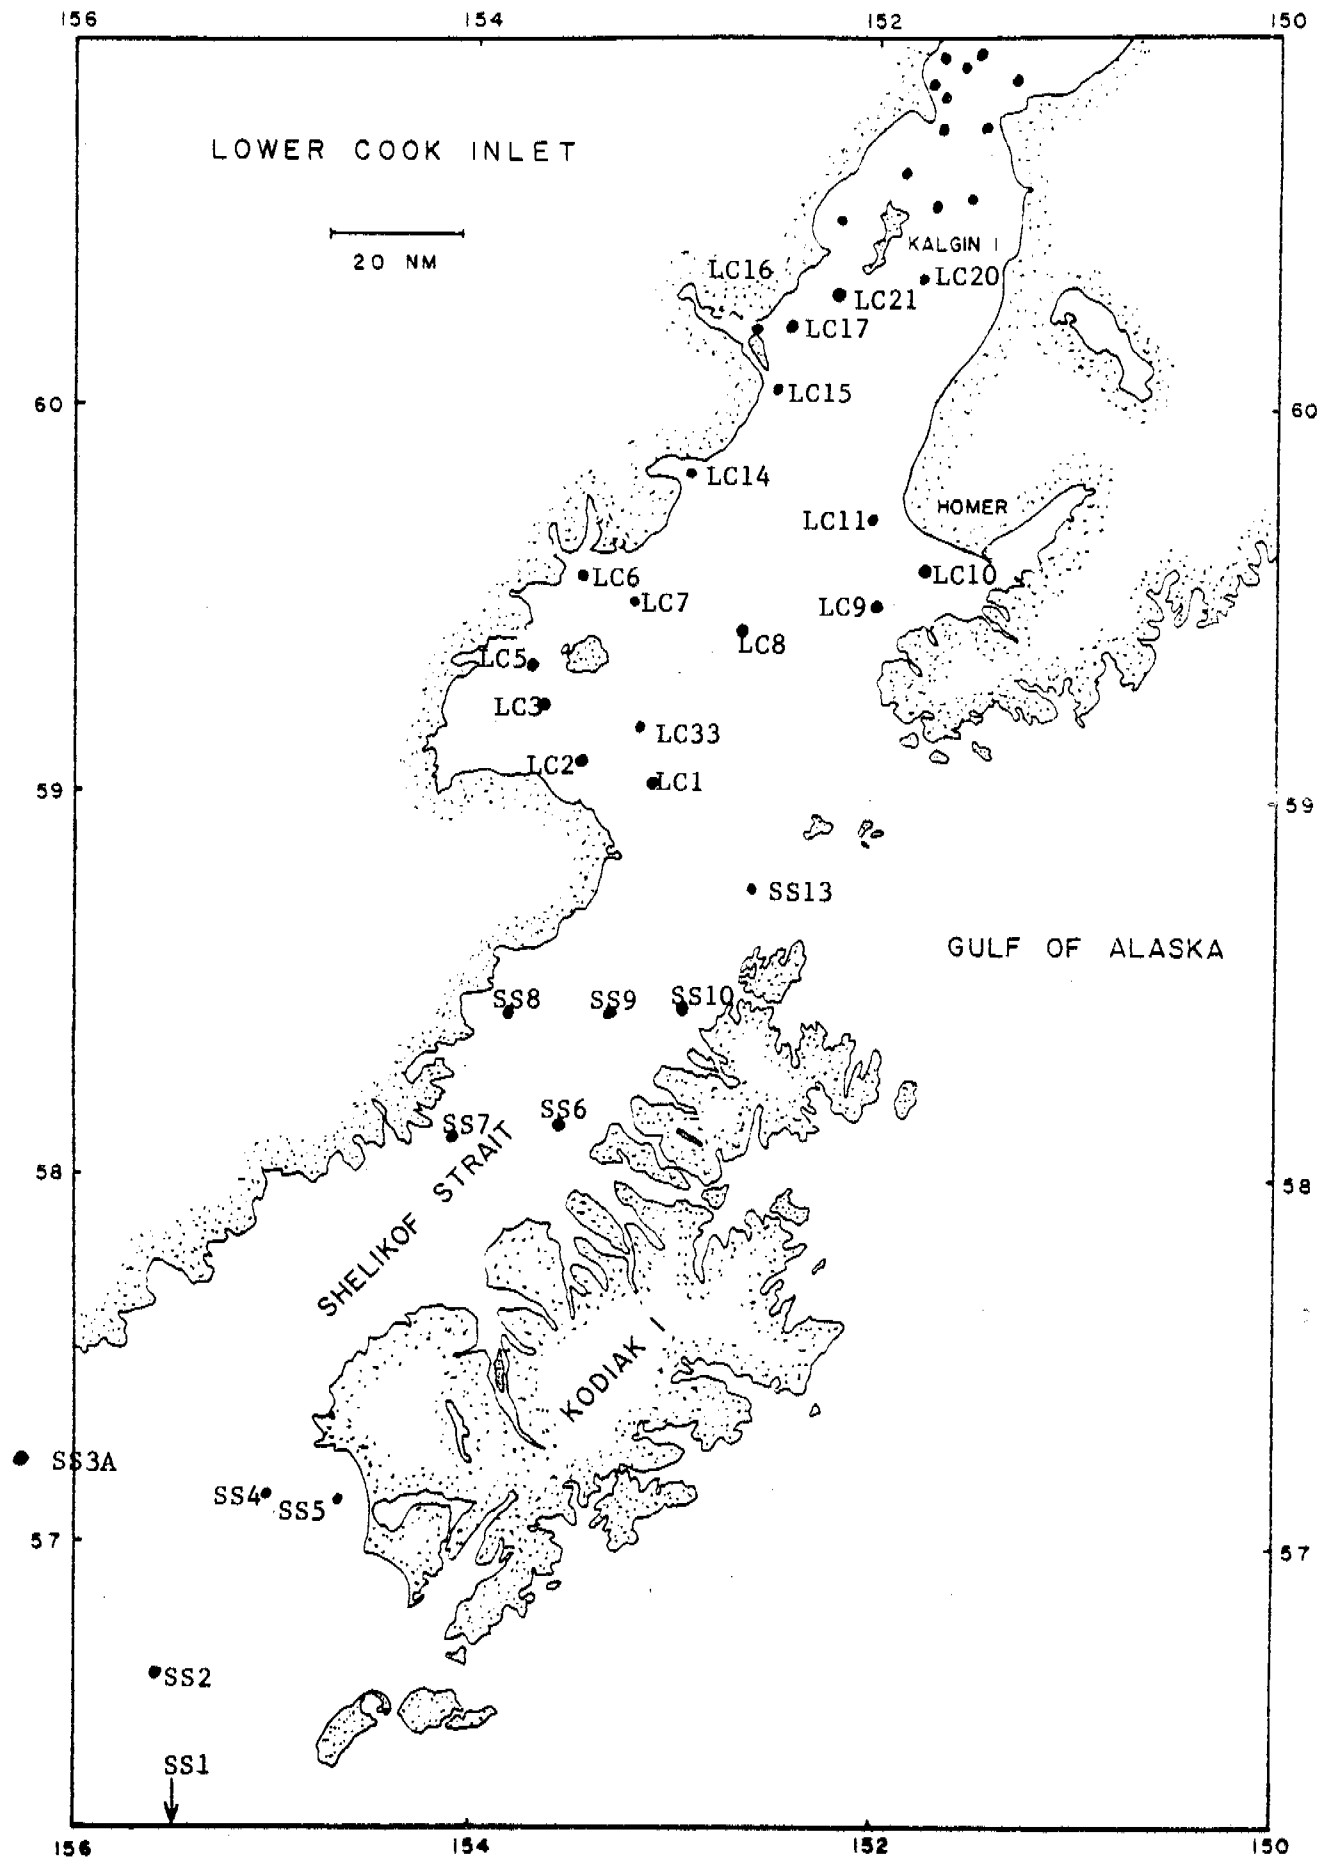 156 154 152 150
LOWER COOK INLET
20 NM
KALGIN I
LC16
LC20
LC21
LC17
60
LC15
60
LC14
HOMER
LC11
LC6
LC10
LC7
LC9
LC8
LC5
LC3
LC33
LC2
LC1
59
59
SS13
GULF OF ALASKA
SS8
SS9
SS10
SS6
SS7
58
58
SHELIKOF STRAIT
KODIAK I
SS3A
SS4
SS5
57
57
SS2
SS1
156 154 152 150